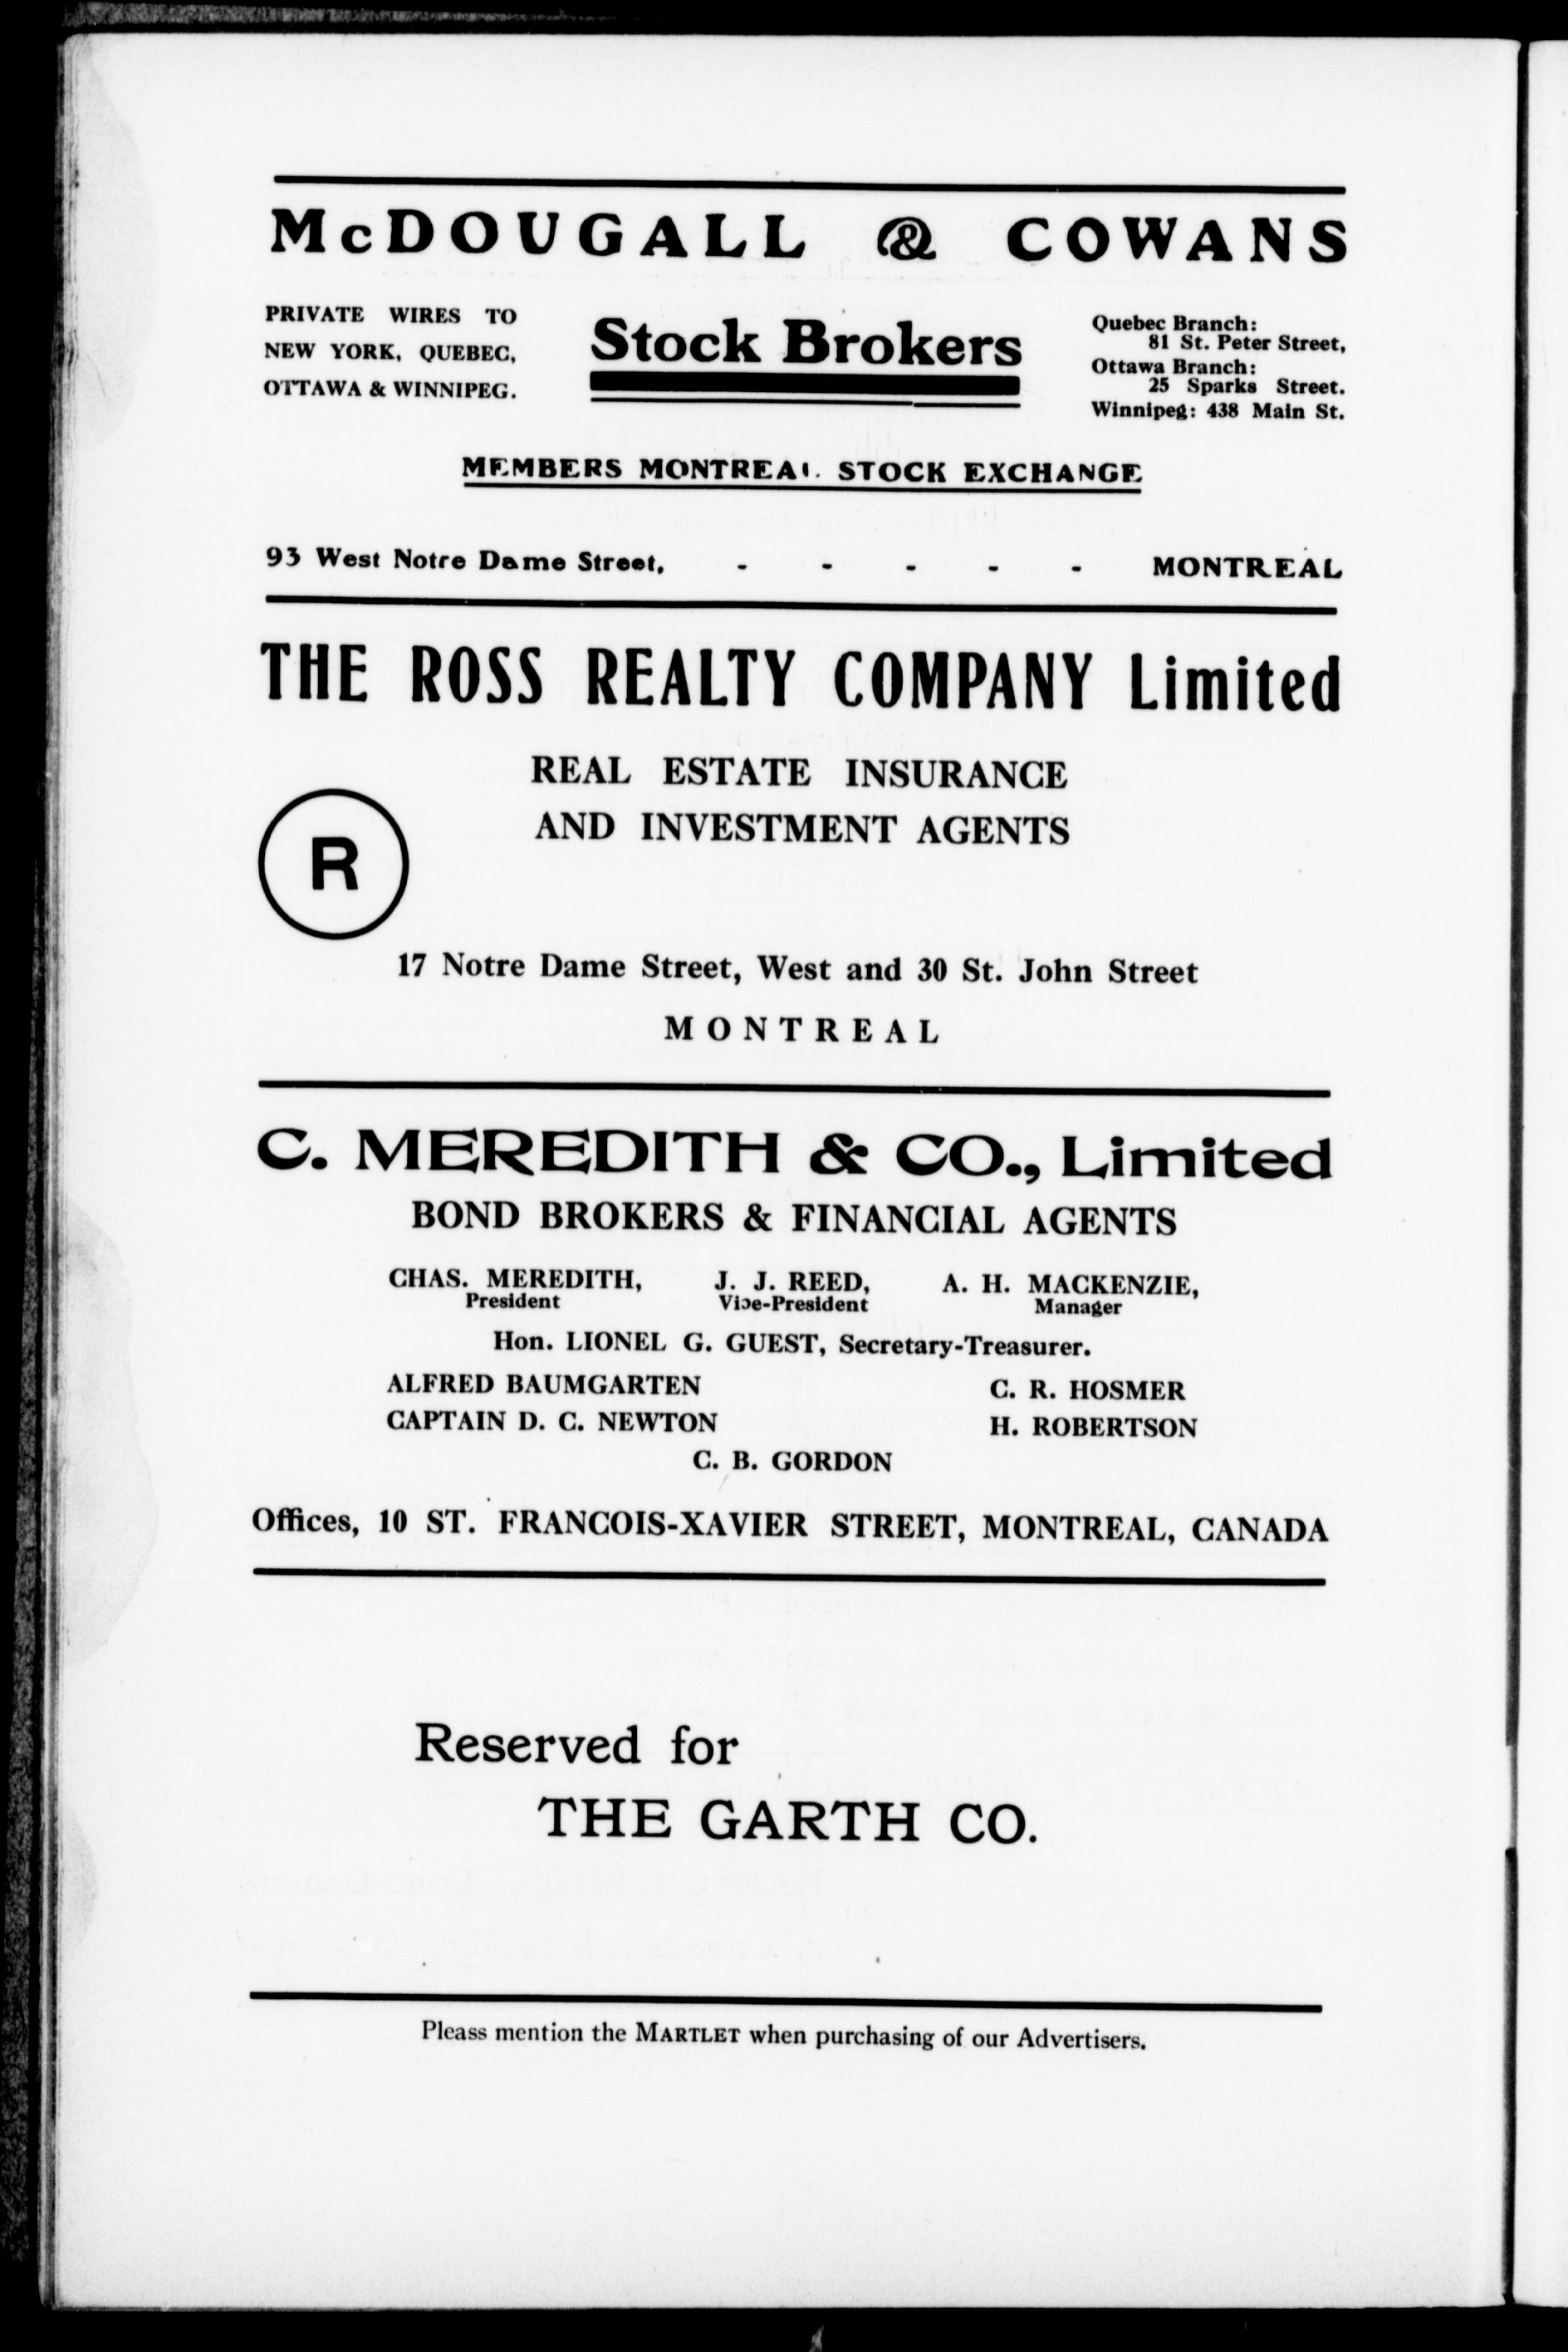 McDOUGALL & COWANS
PRIVATE WIRES TO
NEW YORK, QUEBEC,
OTTAWA & WINNIPEG.
Stock Brokers
Quebec Branch:
81 St. Peter Street,
Ottawa Branch:
25 Sparks Street.
Winnipeg: 438 Main St.
MEMBERS MONTREAL STOCK EXCHANGE
93 West Notre Dame Street, - - - - - MONTREAL
THE ROSS REALTY COMPANY Limited
REAL ESTATE INSURANCE
AND INVESTMENT AGENTS
R
17 Notre Dame Street, West and 30 St. John Street
MONTREAL
C. MEREDITH & CO., Limited
BOND BROKERS & FINANCIAL AGENTS
CHAS. MEREDITH, J. J. REED, A. H. MACKENZIE,
President Vice-President Manager
Hon. LIONEL G. GUEST, Secretary-Treasurer.
ALFRED BAUMGARTEN C. R. HOSMER
CAPTAIN D. C. NEWTON H. ROBERTSON
C. B. GORDON
Offices, 10 ST. FRANCOIS-XAVIER STREET, MONTREAL, CANADA
Reserved for
THE GARTH CO.
Pleass mention the MARTLET when purchasing of our Advertisers.